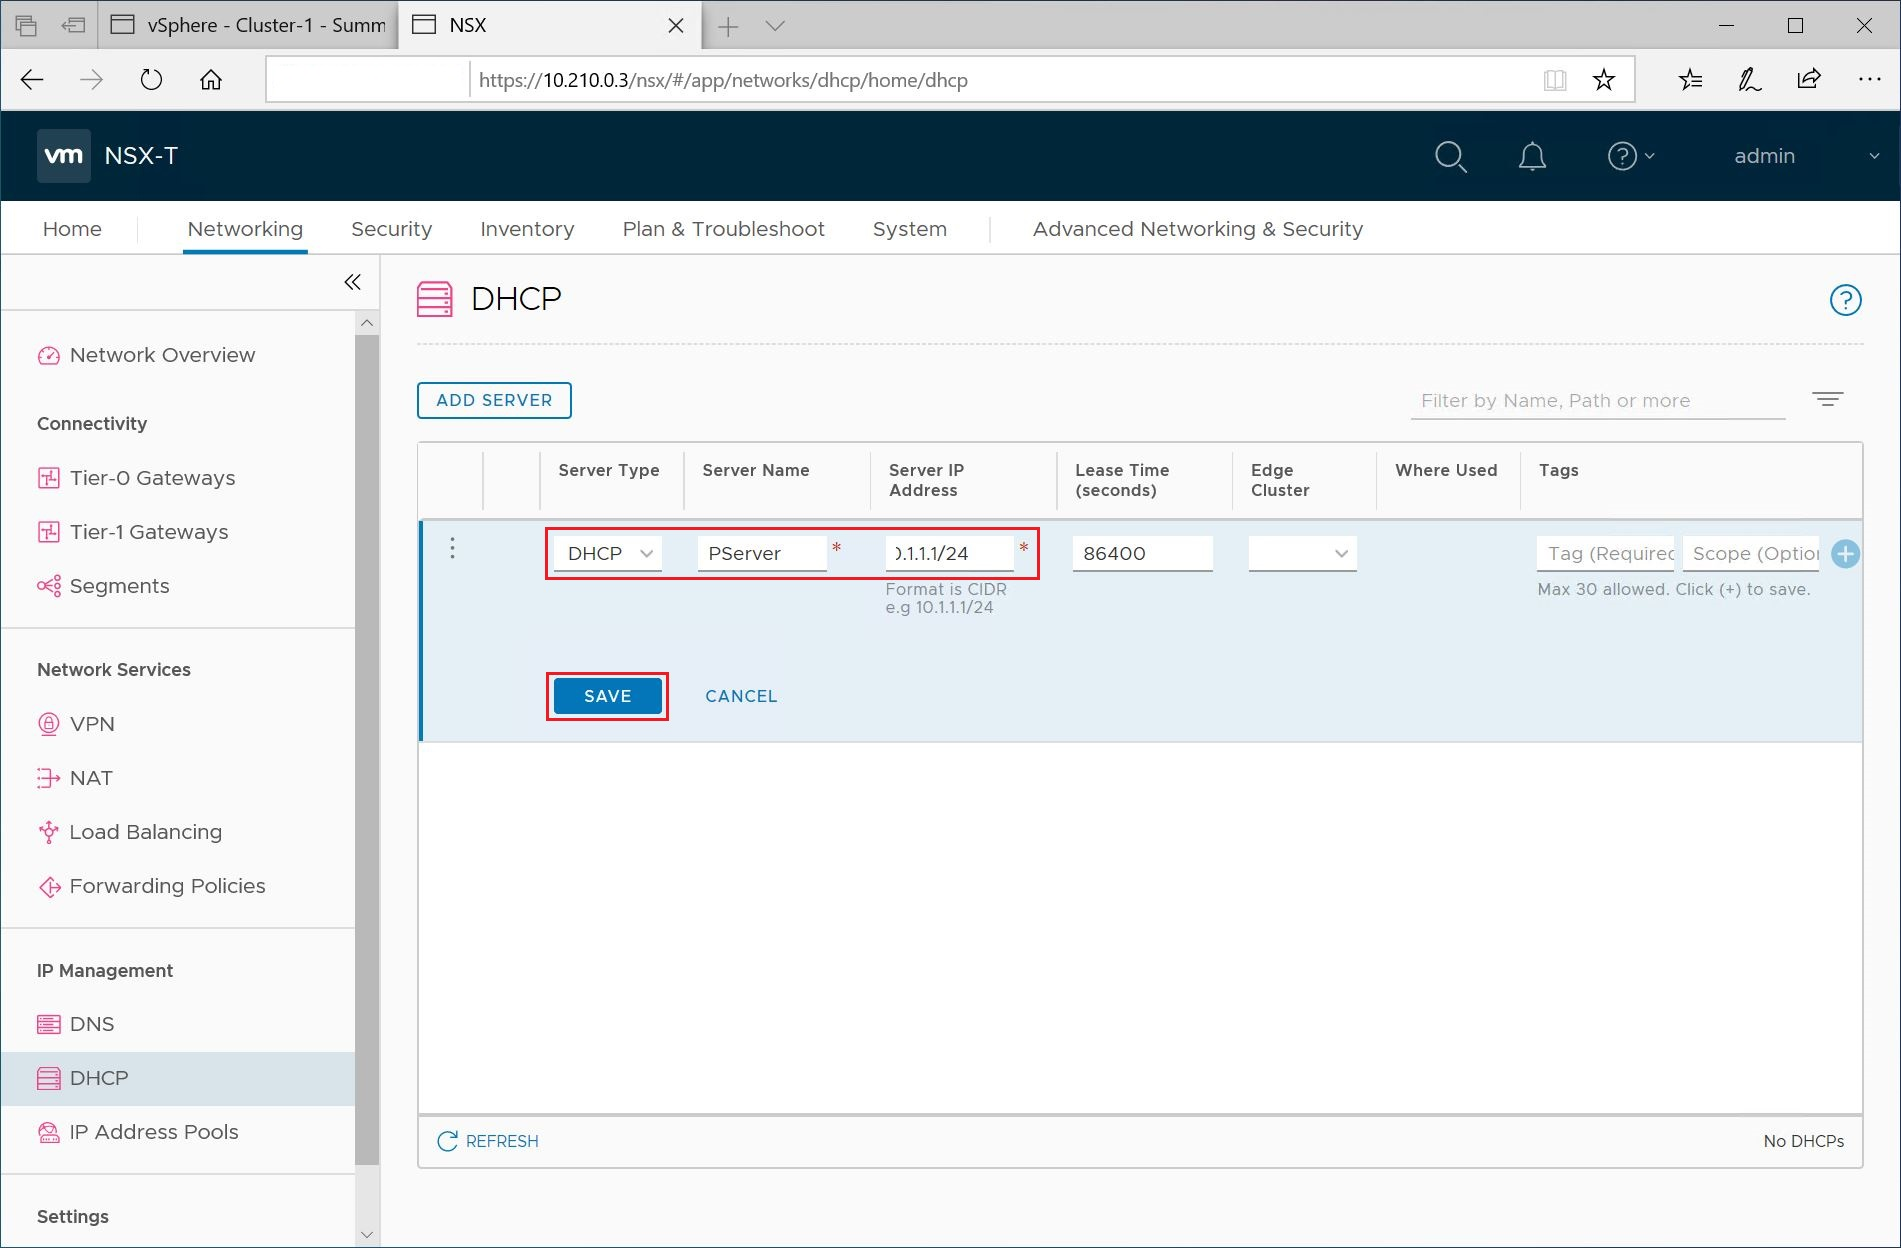 vSphere - Cluster-1 - Summ
NSX
https://10.210.0.3/nsx/#/app/networks/dhcp/home/dhcp
vm NSX-T
admin
Home
Networking
Security
Inventory
Plan & Troubleshoot
System
Advanced Networking & Security
Network Overview
Connectivity
Tier-0 Gateways
Tier-1 Gateways
Segments
Network Services
VPN
NAT
Load Balancing
Forwarding Policies
IP Management
DNS
DHCP
IP Address Pools
Settings
DHCP
?
ADD SERVER
Filter by Name, Path or more
Server Type
Server Name
Server IP
Address
Lease Time
(seconds)
Edge
Cluster
Where Used
Tags
DHCP
PServer *
.1.1.1/24 *
Format is CIDR
e.g 10.1.1.1/24
86400
Tag (Required
Scope (Option
Max 30 allowed. Click (+) to save.
SAVE
CANCEL
REFRESH
No DHCPs